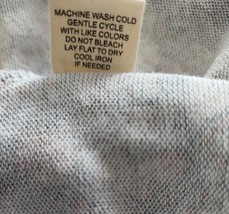 MACHINE WASH COLD
GENTLE CYCLE
WITH LIKE COLORS
DO NOT BLEACH
LAY FLAT TO DRY
COOL IRON
IF NEEDED